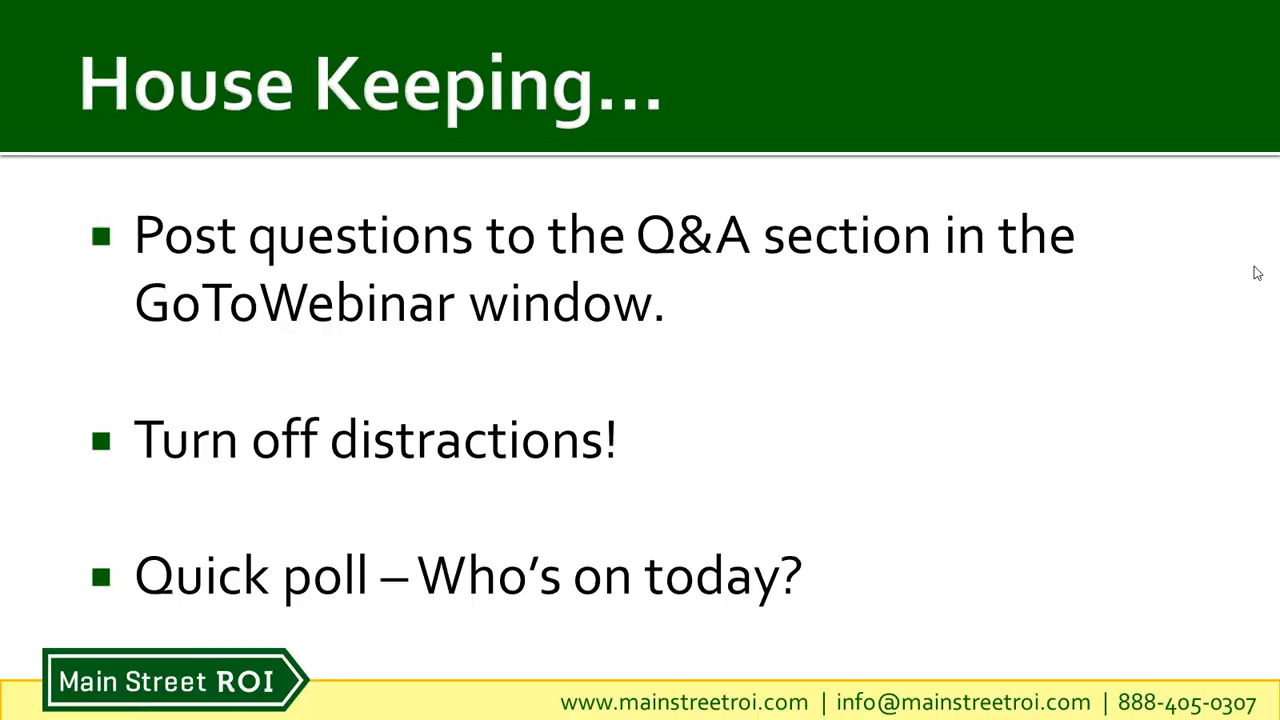 House Keeping...
Post questions to the Q&A section in the
GoToWebinar window.
Turn off distractions!
Quick poll – Who's on today?
Main Street ROI
www.mainstreetroi.com | info@mainstreetroi.com | 888-405-0307